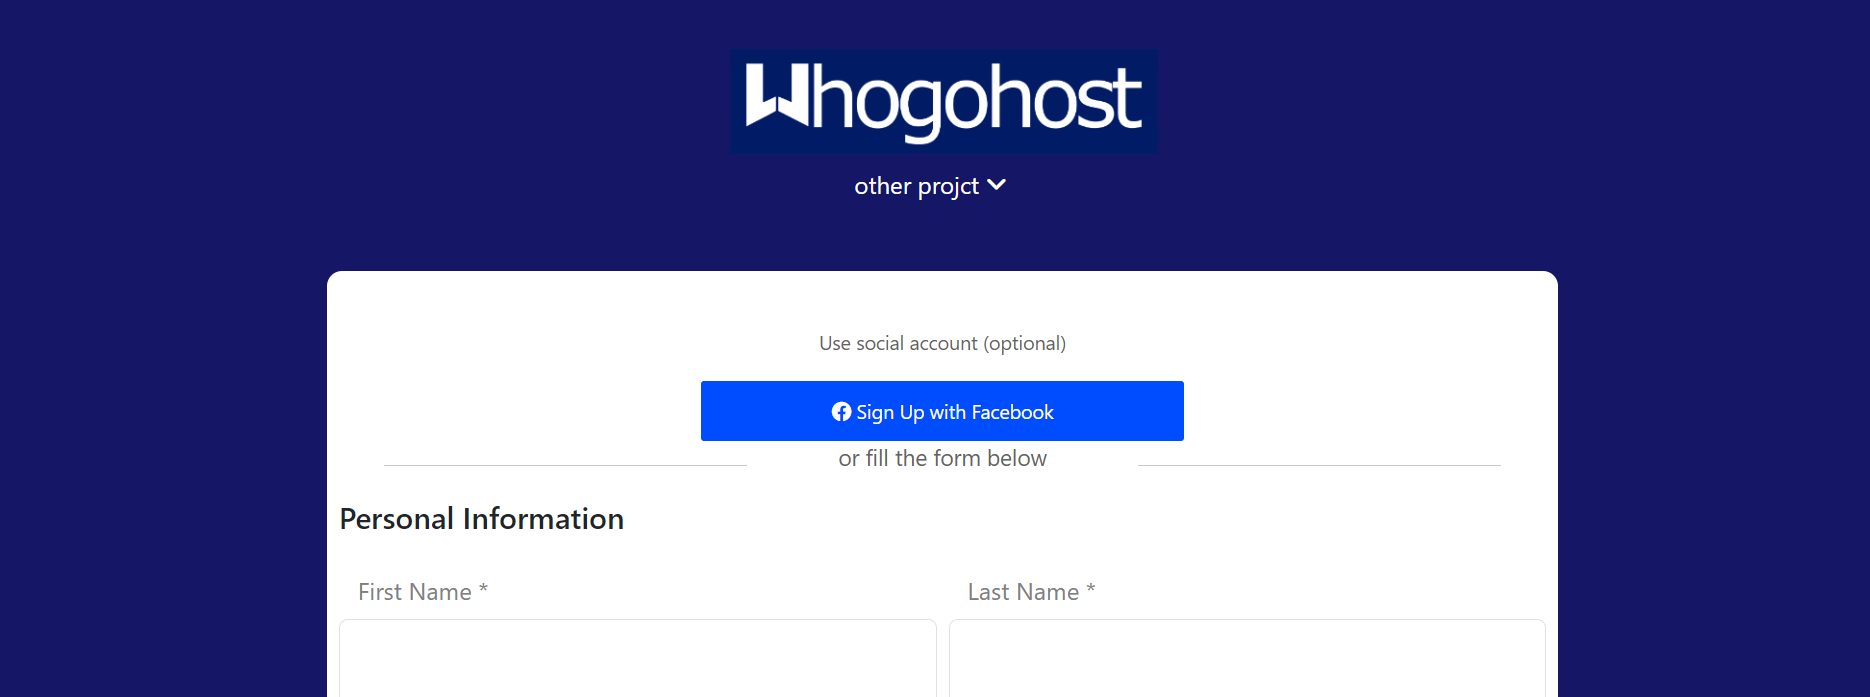 Whogohost
other projct
Use social account (optional)
Sign Up with Facebook
or fill the form below
Personal Information
First Name * Last Name *